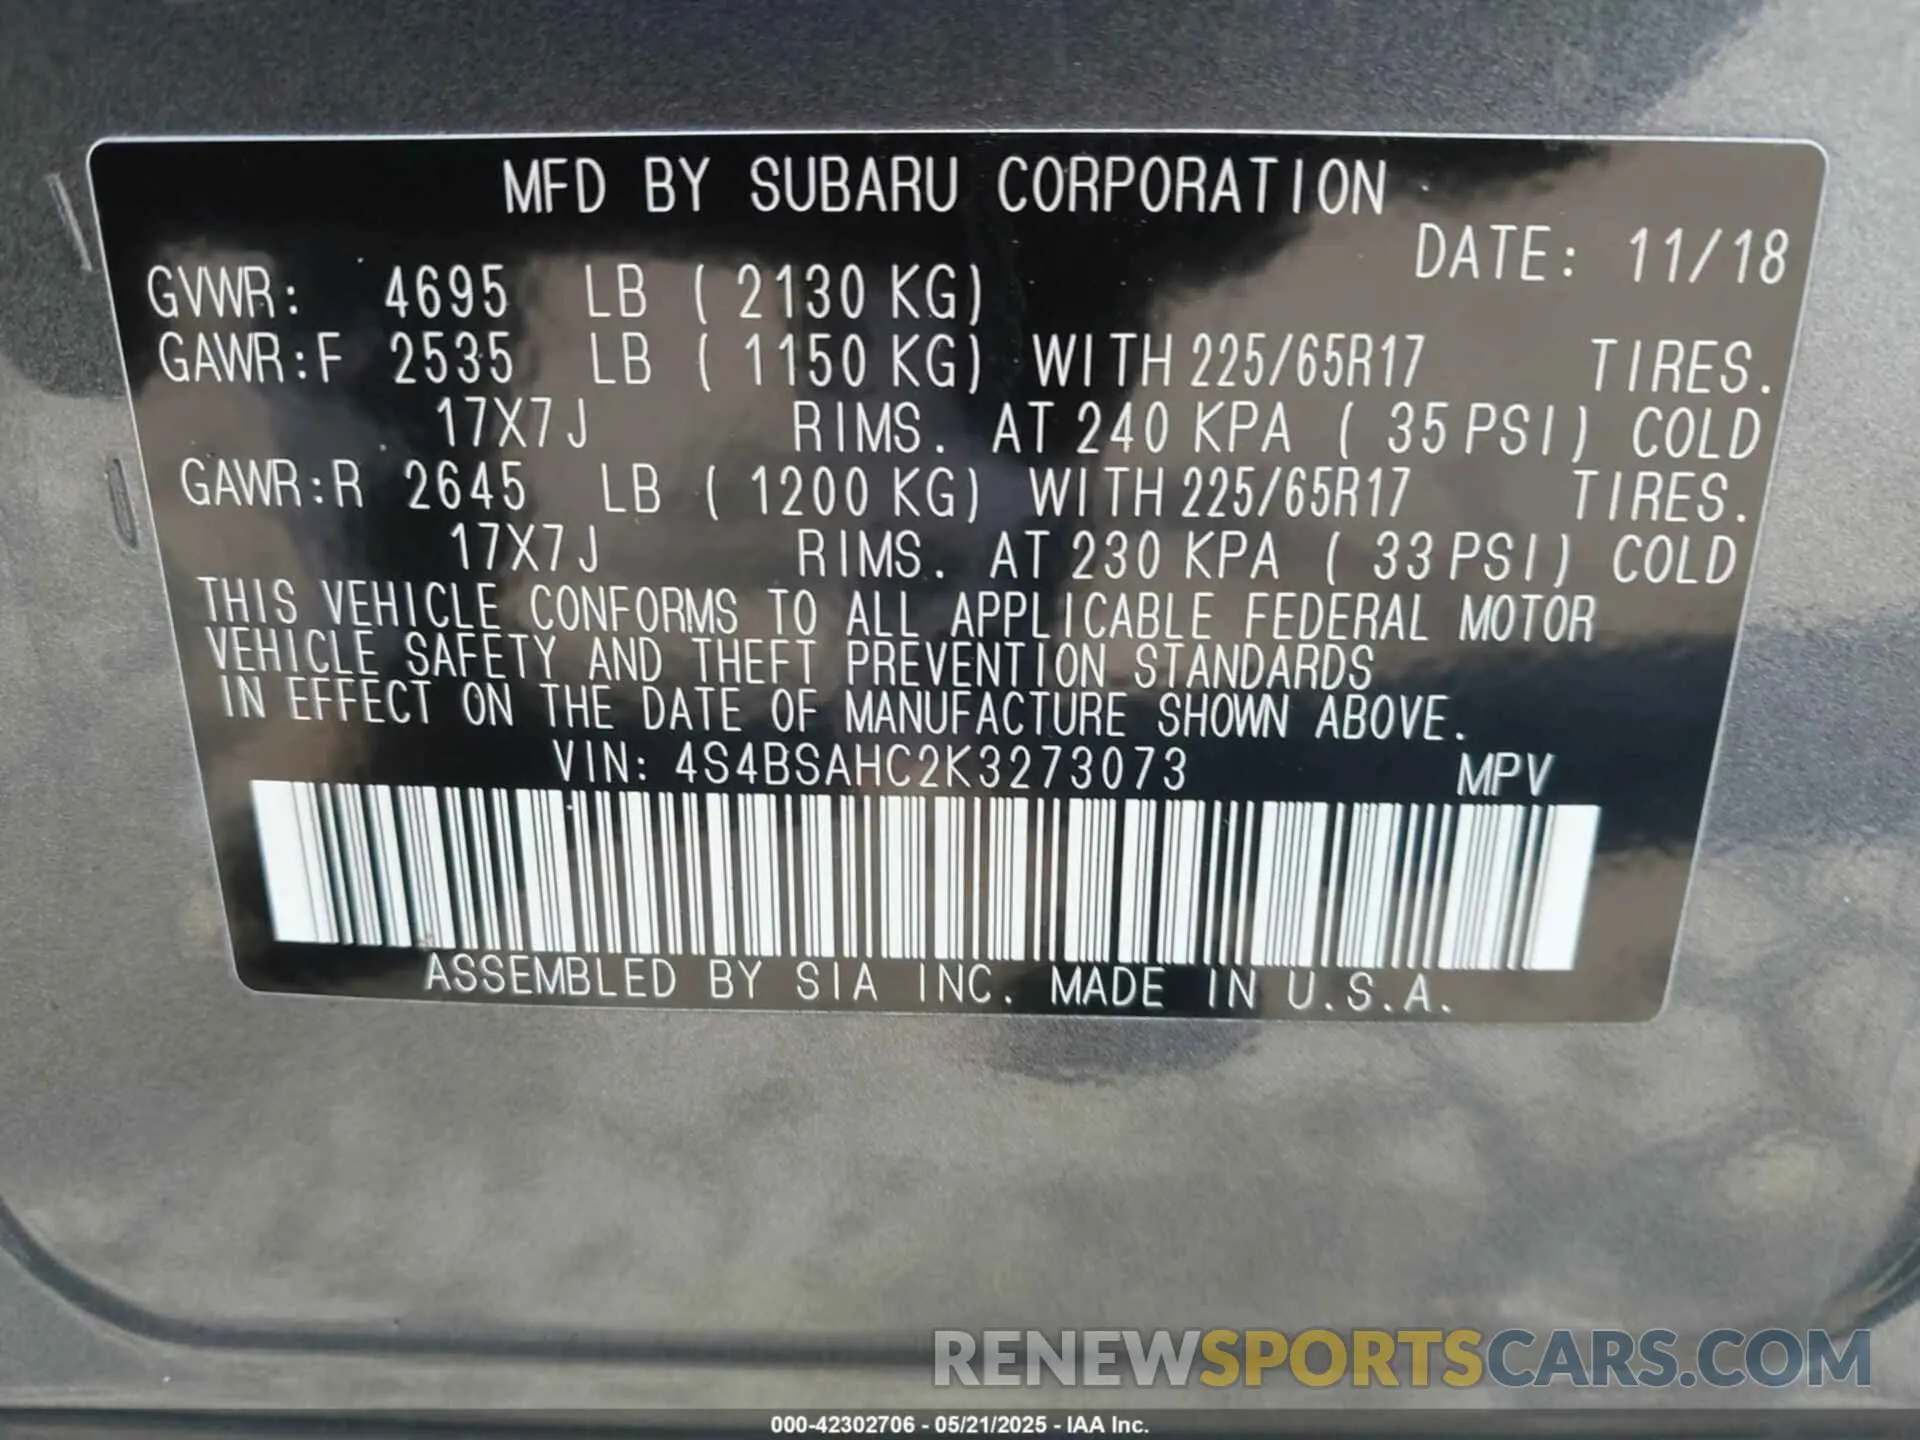 MFD BY SUBARU CORPORATION
DATE: 11/18
GVWR: 4695 LB ( 2130 KG)
GAWR:F 2535 LB ( 1150 KG) WITH 225/65R17 TIRES.
17X7J RIMS. AT 240 KPA ( 35 PSI) COLD
GAWR:R 2645 LB ( 1200 KG) WITH 225/65R17 TIRES.
17X7J RIMS. AT 230 KPA ( 33 PSI) COLD
THIS VEHICLE CONFORMS TO ALL APPLICABLE FEDERAL MOTOR
VEHICLE SAFETY AND THEFT PREVENTION STANDARDS
IN EFFECT ON THE DATE OF MANUFACTURE SHOWN ABOVE.
VIN: 4S4BSAHC2K3273073 MPV
ASSEMBLED BY SIA INC. MADE IN U.S.A.
RENEWSPORTSCARS.COM
000-42302706 - 05/21/2025 - IAA Inc.